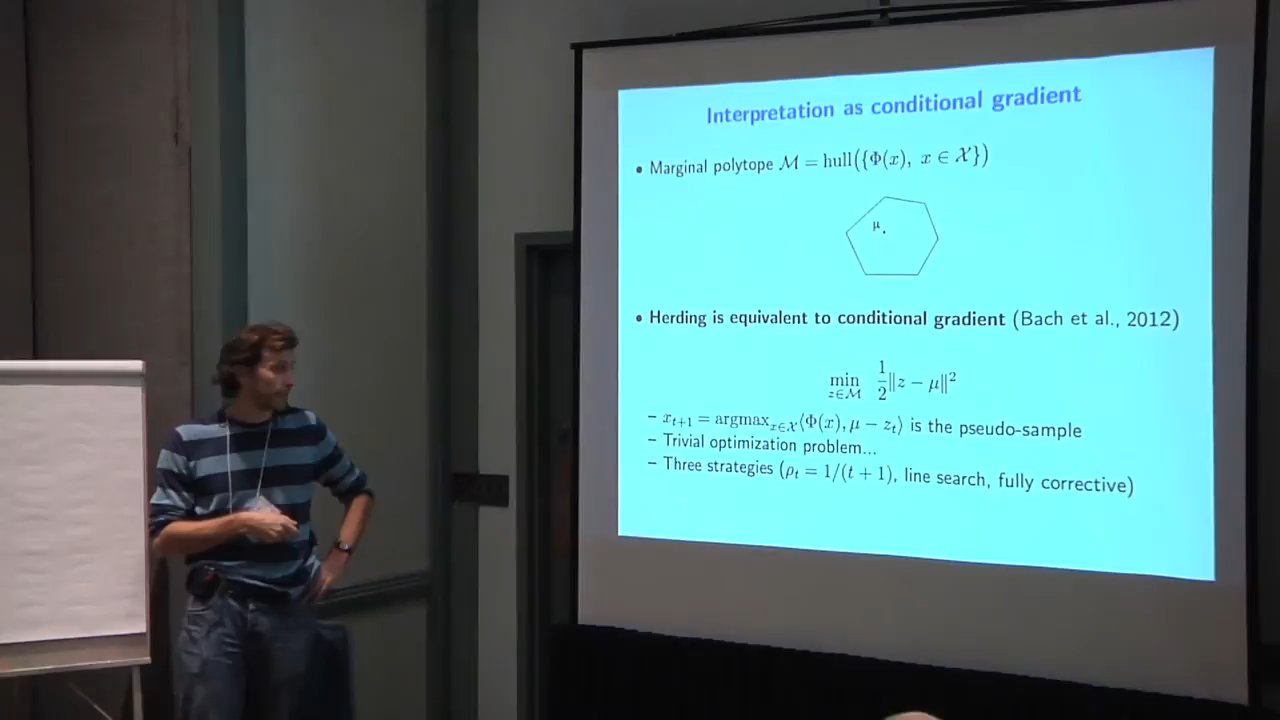 Interpretation as conditional gradient
• Marginal polytope ℳ = hull({Φ(x), x ∈ 𝒳})
μ
• Herding is equivalent to conditional gradient (Bach et al., 2012)
min_{z∈ℳ} 1/2 ‖z − μ‖²
– x_{t+1} = argmax_{x∈𝒳}⟨Φ(x), μ − z_t⟩ is the pseudo-sample
– Trivial optimization problem...
– Three strategies (ρ_t = 1/(t + 1), line search, fully corrective)